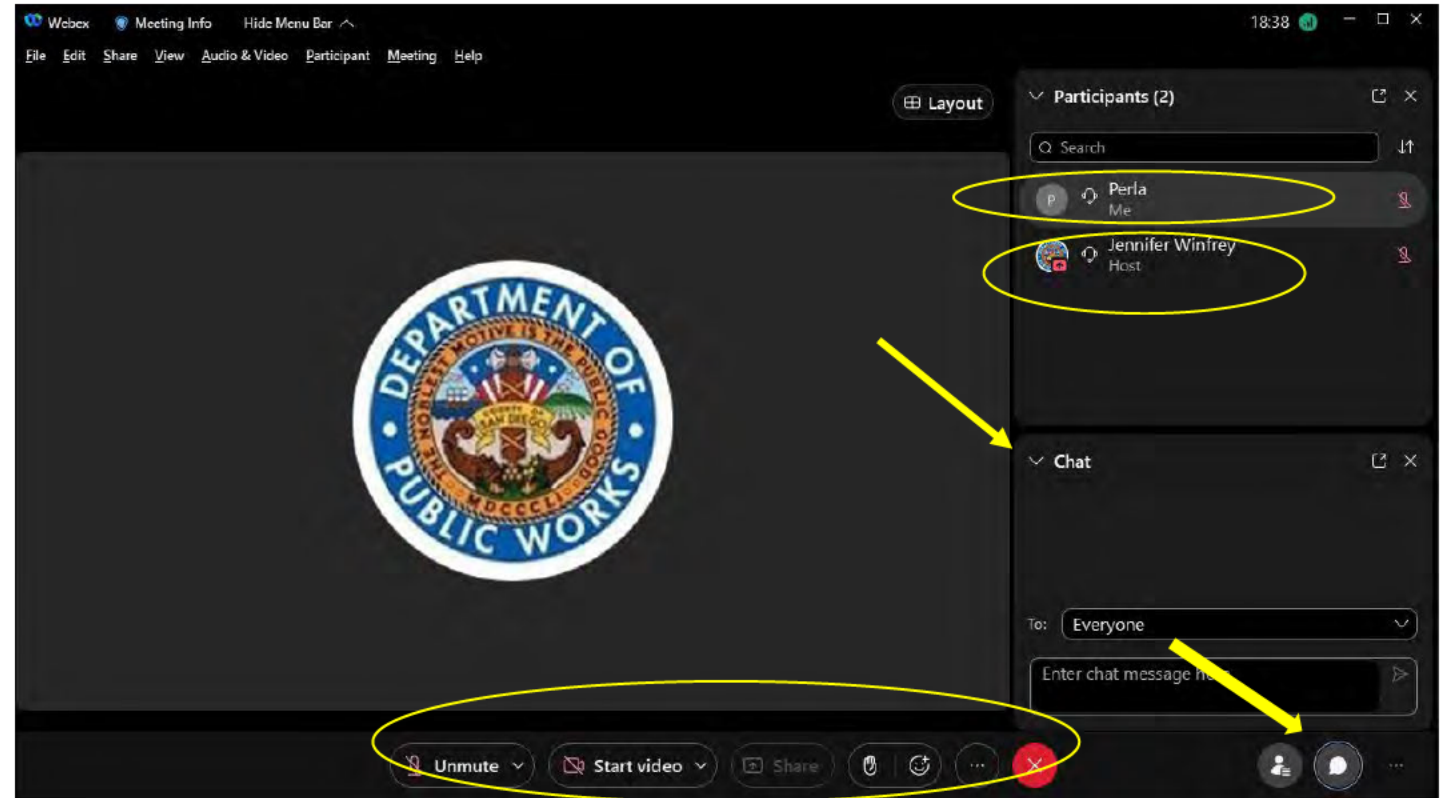 Webex Meeting Info Hide Menu Bar 18:38
File Edit Share View Audio & Video Participant Meeting Help
Layout
Participants (2)
Search
P
Perla
Me
Jennifer Winfrey
Host
DEPARTMENT OF
PUBLIC WORKS
THE NOBLEST MOTIVE IS THE PUBLIC GOOD
COUNTY OF
SAN DIEGO
MDCCCLI
Chat
To: Everyone
Enter chat message
Unmute Start video Share